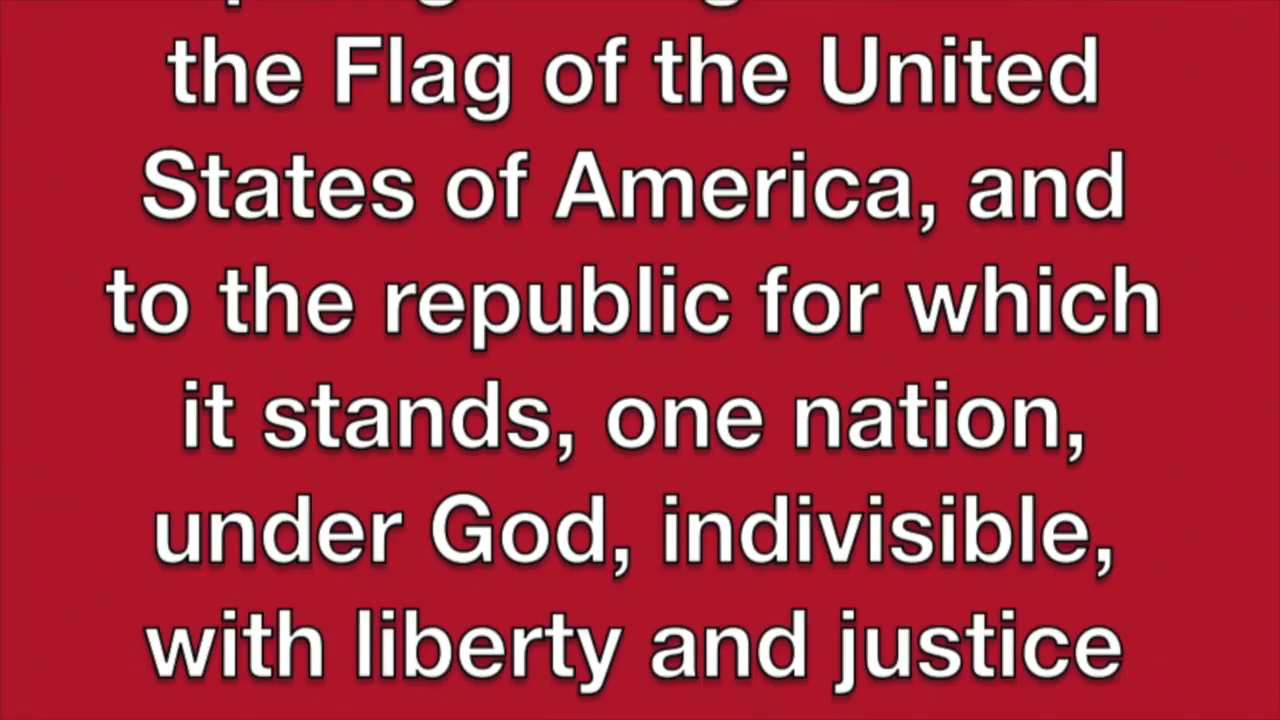 the Flag of the United
States of America, and
to the republic for which
it stands, one nation,
under God, indivisible,
with liberty and justice